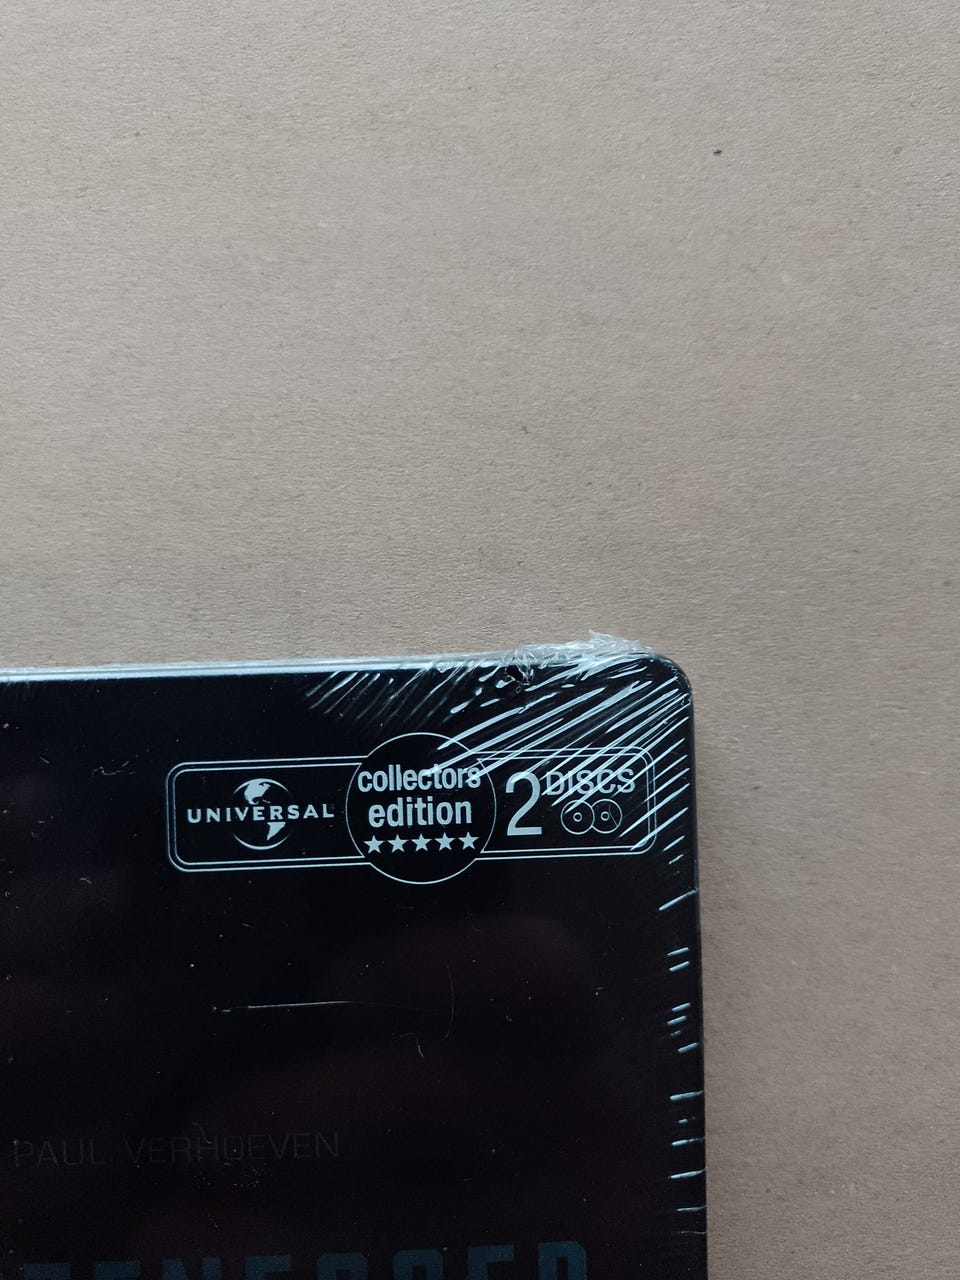 UNIVERSAL
collectors
edition
2 DISCS
PAUL VERHOEVEN